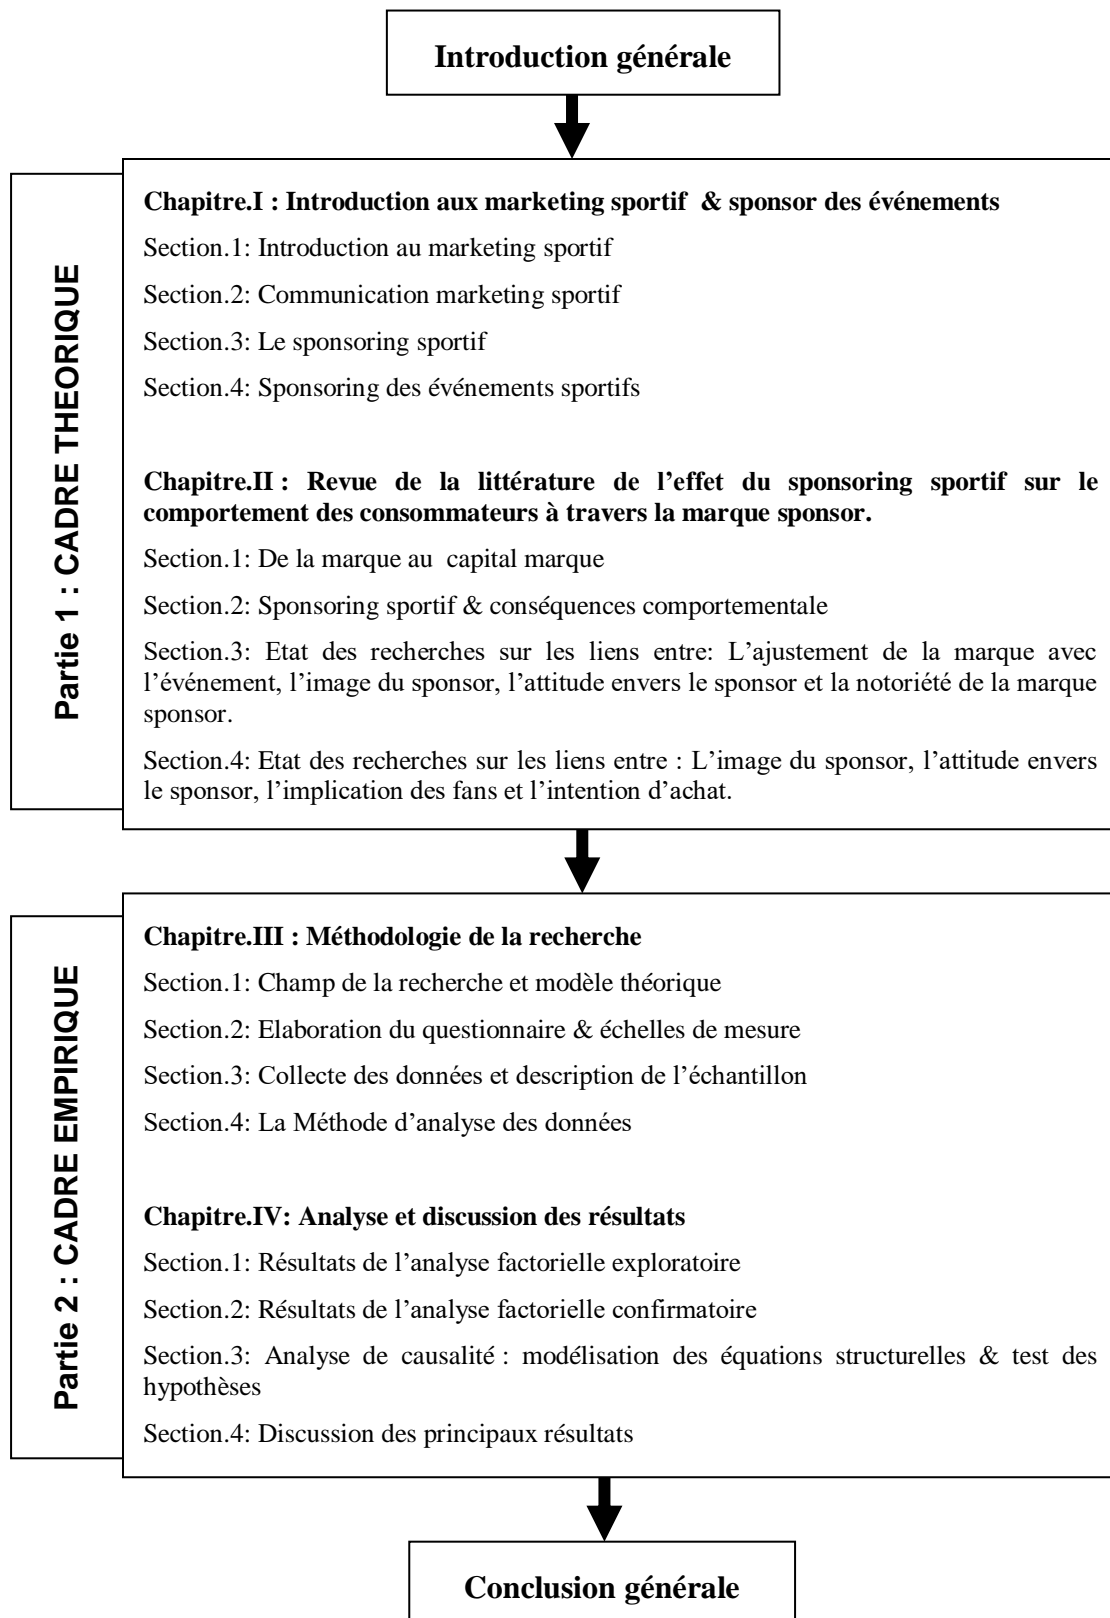 Introduction générale
Partie 1 : CADRE THEORIQUE
Chapitre.I : Introduction aux marketing sportif & sponsor des événements
Section.1: Introduction au marketing sportif
Section.2: Communication marketing sportif
Section.3: Le sponsoring sportif
Section.4: Sponsoring des événements sportifs
Chapitre.II : Revue de la littérature de l’effet du sponsoring sportif sur le
comportement des consommateurs à travers la marque sponsor.
Section.1: De la marque au capital marque
Section.2: Sponsoring sportif & conséquences comportementale
Section.3: Etat des recherches sur les liens entre: L’ajustement de la marque avec
l’événement, l’image du sponsor, l’attitude envers le sponsor et la notoriété de la marque
sponsor.
Section.4: Etat des recherches sur les liens entre : L’image du sponsor, l’attitude envers
le sponsor, l’implication des fans et l’intention d’achat.
Partie 2 : CADRE EMPIRIQUE
Chapitre.III : Méthodologie de la recherche
Section.1: Champ de la recherche et modèle théorique
Section.2: Elaboration du questionnaire & échelles de mesure
Section.3: Collecte des données et description de l’échantillon
Section.4: La Méthode d’analyse des données
Chapitre.IV: Analyse et discussion des résultats
Section.1: Résultats de l’analyse factorielle exploratoire
Section.2: Résultats de l’analyse factorielle confirmatoire
Section.3: Analyse de causalité : modélisation des équations structurelles & test des
hypothèses
Section.4: Discussion des principaux résultats
Conclusion générale